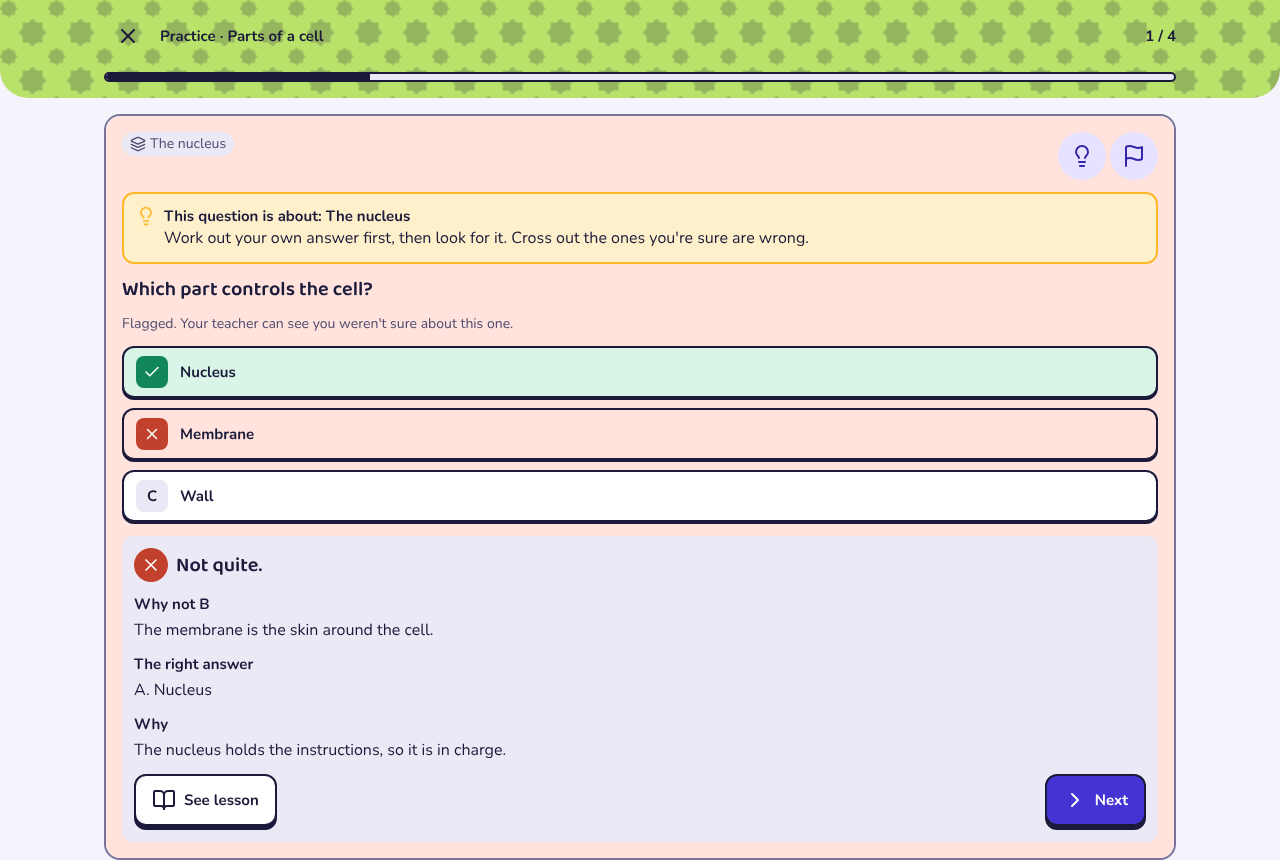 Practice · Parts of a cell
1 / 4
The nucleus
This question is about: The nucleus
Work out your own answer first, then look for it. Cross out the ones you're sure are wrong.
Which part controls the cell?
Flagged. Your teacher can see you weren't sure about this one.
Nucleus
Membrane
C Wall
Not quite.
Why not B
The membrane is the skin around the cell.
The right answer
A. Nucleus
Why
The nucleus holds the instructions, so it is in charge.
See lesson
Next